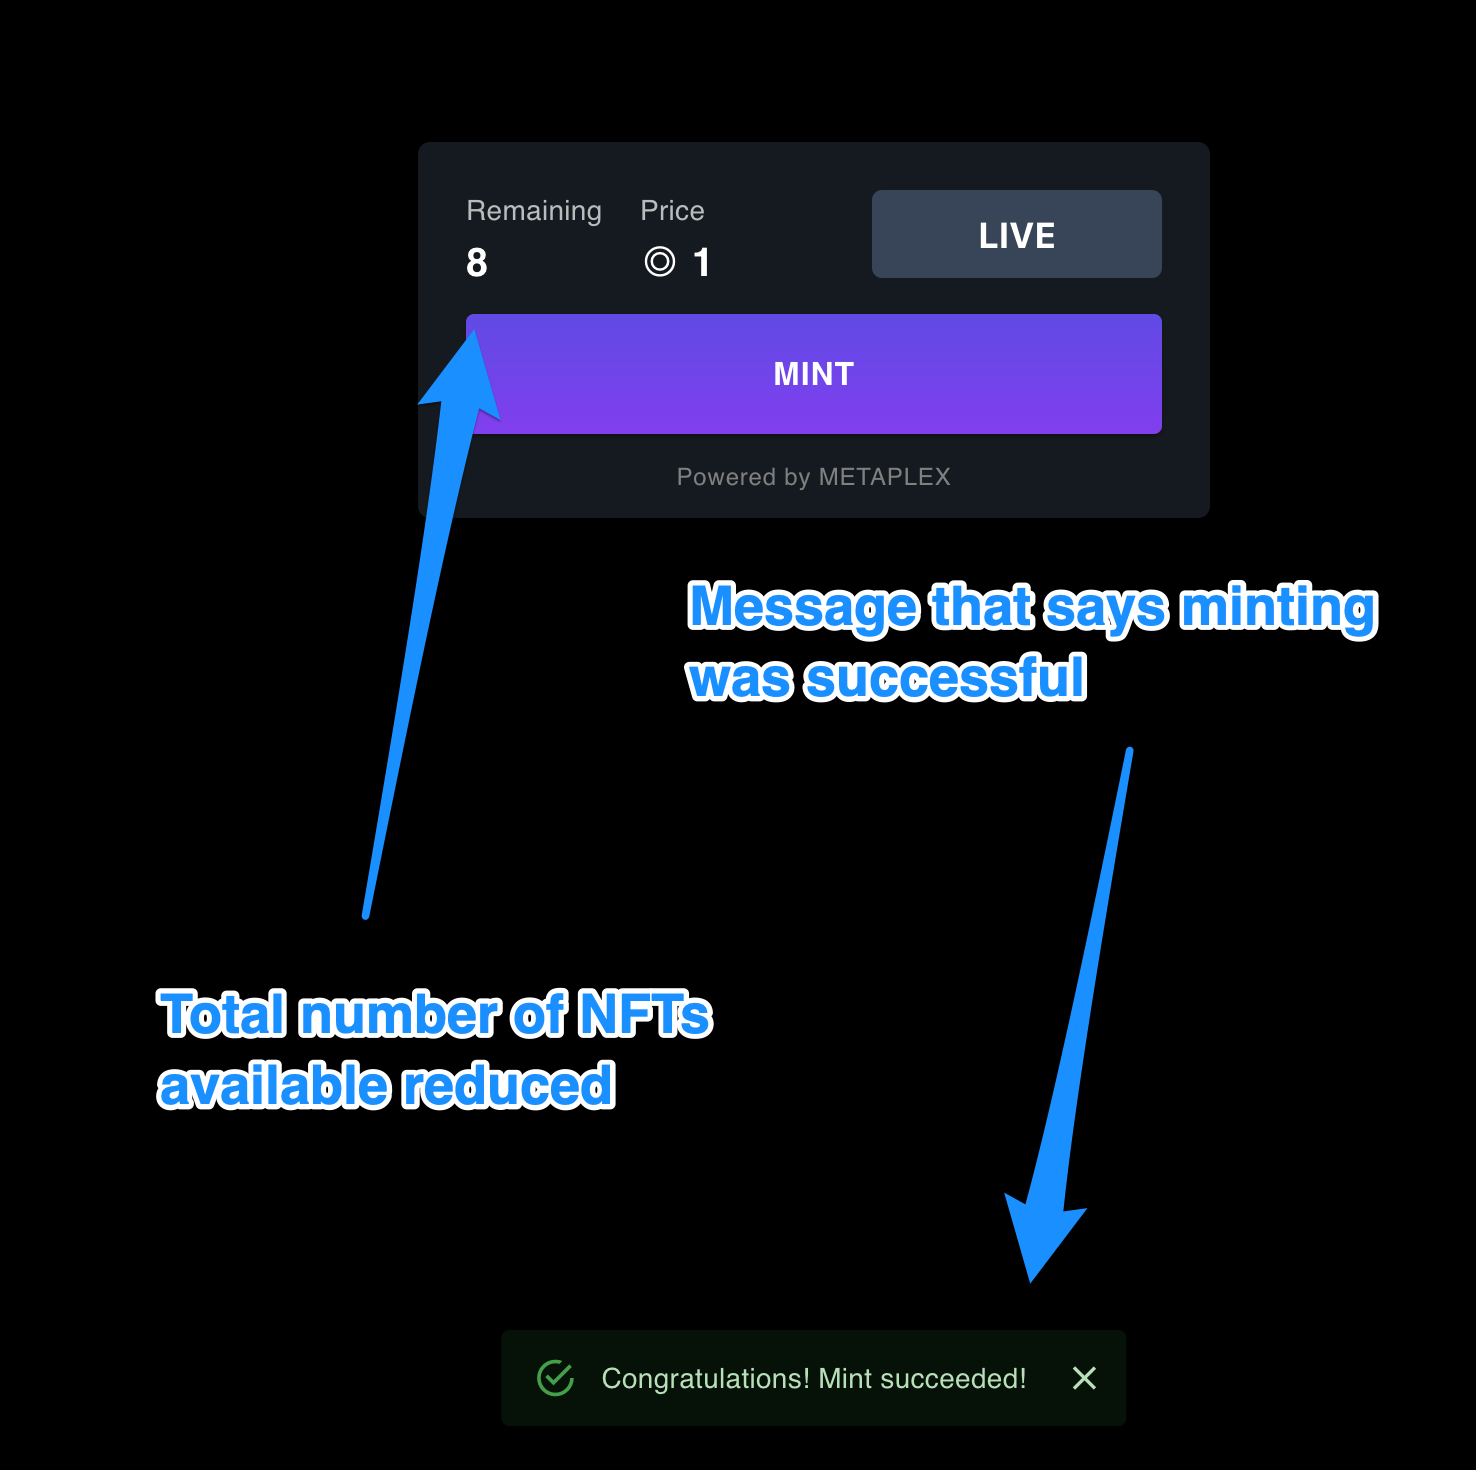 Remaining Price
8 ◎ 1
LIVE
MINT
Powered by METAPLEX
Message that says minting
was successful
Total number of NFTs
available reduced
Congratulations! Mint succeeded!